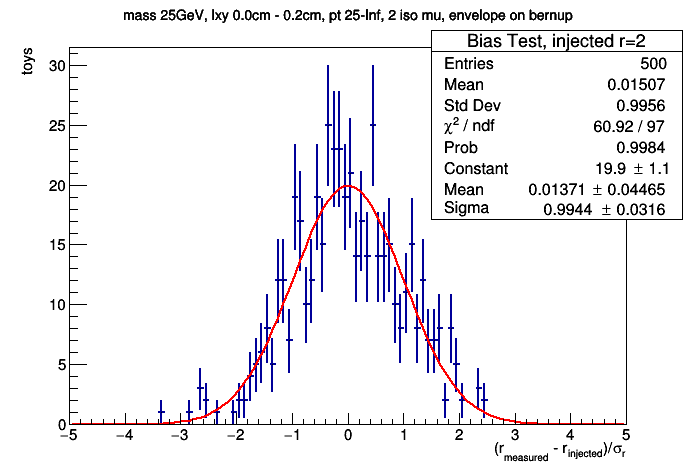 mass 25GeV, lxy 0.0cm - 0.2cm, pt 25-Inf, 2 iso mu, envelope on bernup
Bias Test, injected r=2
Entries 500
Mean 0.01507
Std Dev 0.9956
χ² / ndf 60.92 / 97
Prob 0.9984
Constant 19.9 ± 1.1
Mean 0.01371 ± 0.04465
Sigma 0.9944 ± 0.0316
toys
30
25
20
15
10
5
0
−5 −4 −3 −2 −1 0 1 2 3 4 5
(r_measured - r_injected)/σ_r